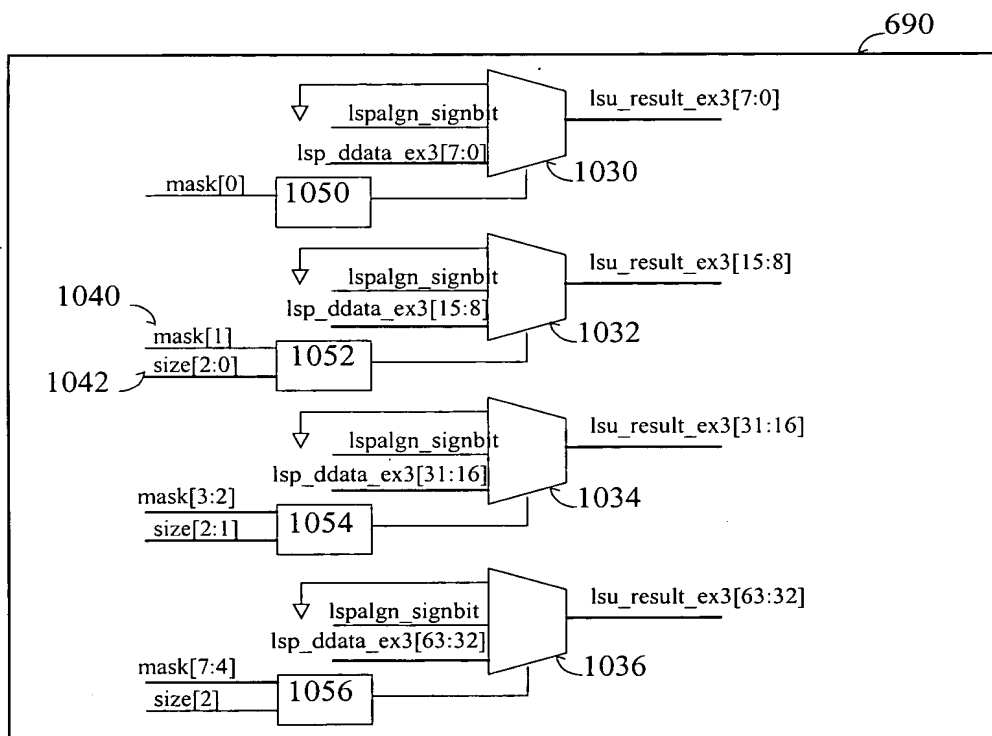 690
lspalgn_signbit
lsp_ddata_ex3[7:0]
lsu_result_ex3[7:0]
1030
mask[0]
1050
lspalgn_signbit
lsp_ddata_ex3[15:8]
lsu_result_ex3[15:8]
1032
1040
mask[1]
size[2:0]
1042
1052
lspalgn_signbit
lsp_ddata_ex3[31:16]
lsu_result_ex3[31:16]
1034
mask[3:2]
size[2:1]
1054
lspalgn_signbit
lsp_ddata_ex3[63:32]
lsu_result_ex3[63:32]
1036
mask[7:4]
size[2]
1056